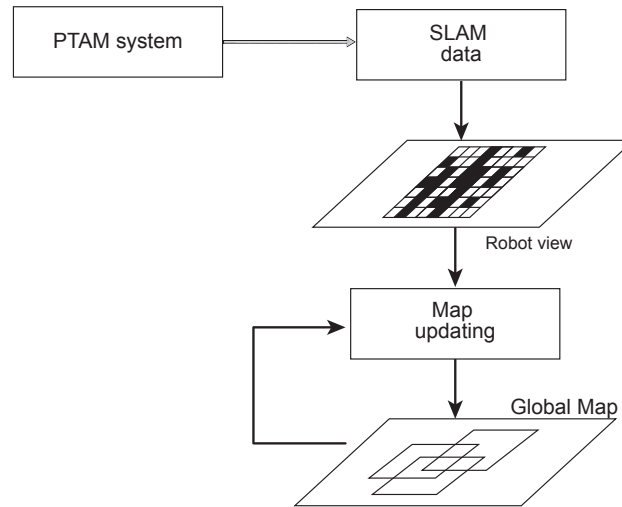 PTAM system
SLAM
data
Robot view
Map
updating
Global Map